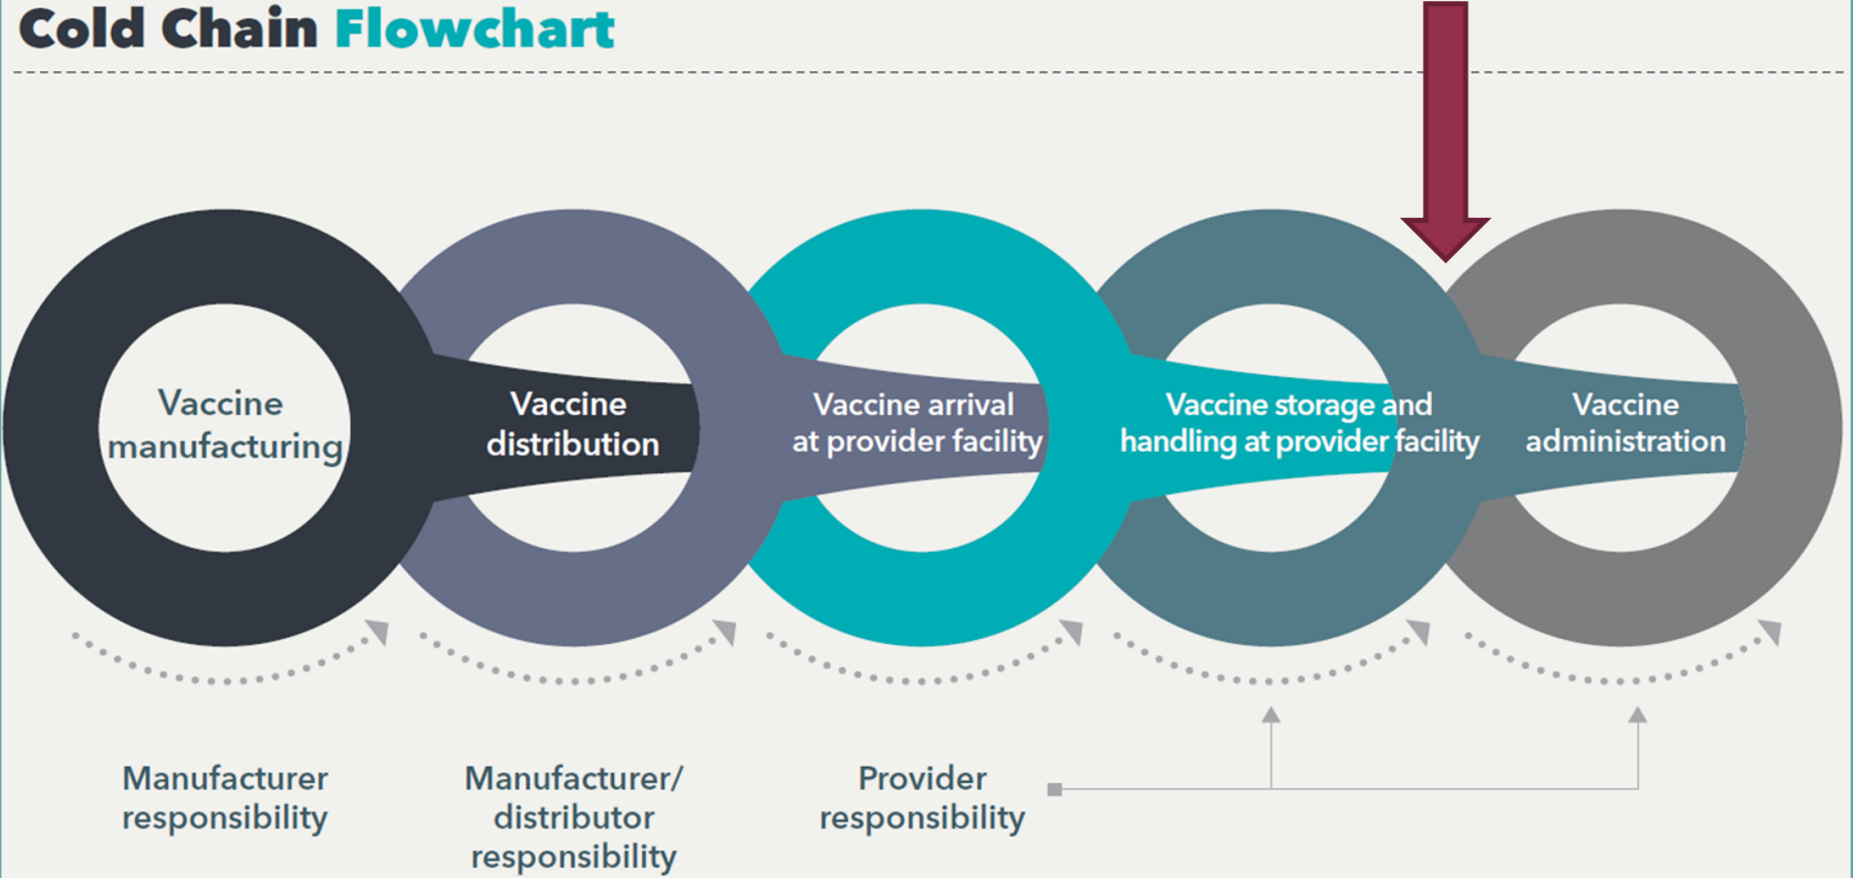 Cold Chain Flowchart
Vaccine
manufacturing
Vaccine
distribution
Vaccine arrival
at provider facility
Vaccine storage and
handling at provider facility
Vaccine
administration
Manufacturer
responsibility
Manufacturer/
distributor
responsibility
Provider
responsibility